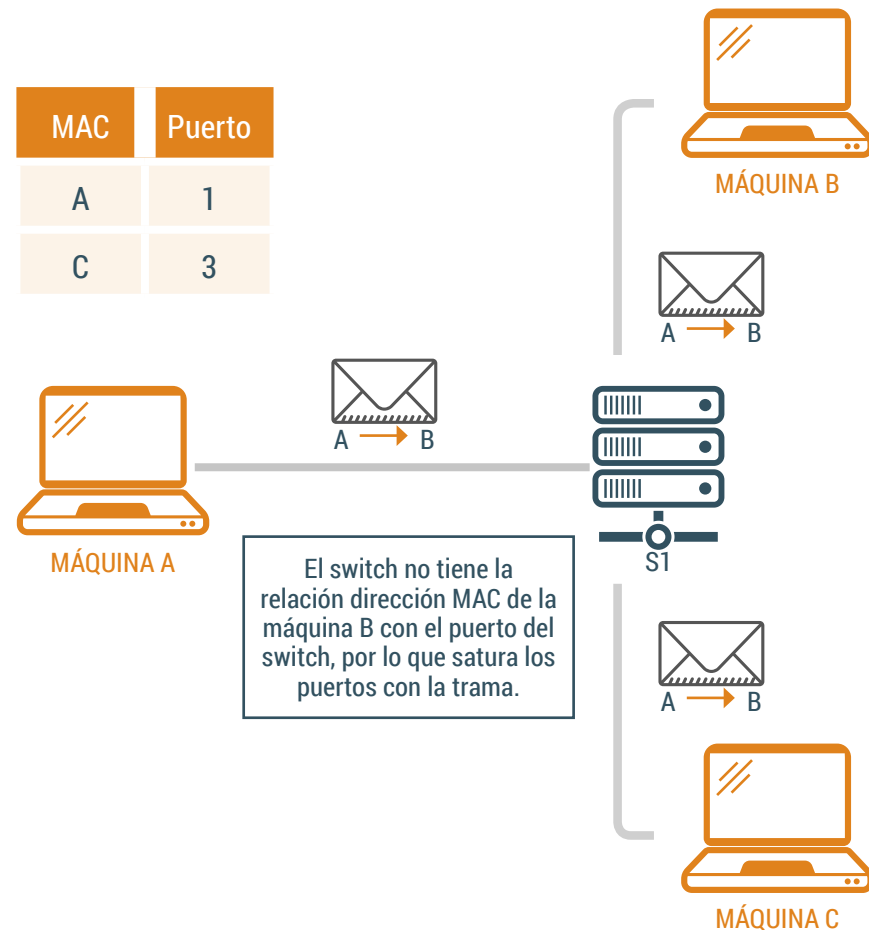 MAC Puerto
A 1
C 3
MÁQUINA B
A B
A B
MÁQUINA A
S1
El switch no tiene la
relación dirección MAC de la
máquina B con el puerto del
switch, por lo que satura los
puertos con la trama.
A B
MÁQUINA C